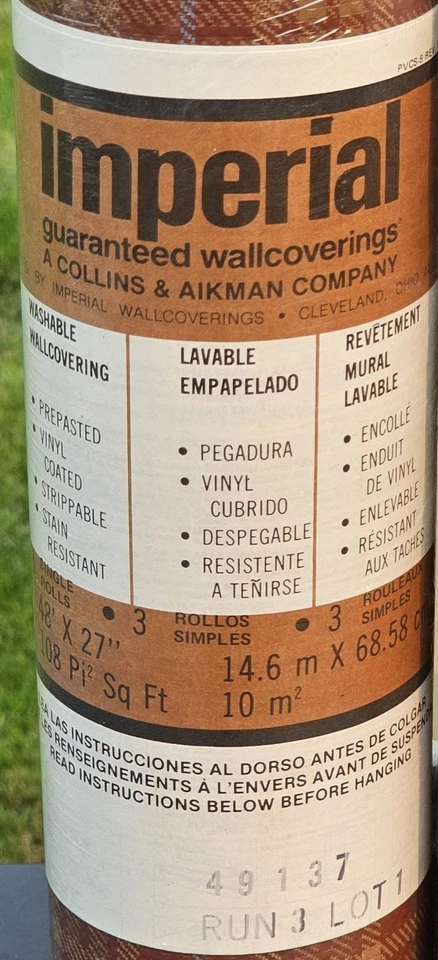 PVCS-5 RE
imperial
guaranteed wallcoverings®
A COLLINS & AIKMAN COMPANY
BY IMPERIAL WALLCOVERINGS • CLEVELAND, OHIO
WASHABLE
WALLCOVERING
• PREPASTED
• VINYL
COATED
• STRIPPABLE
• STAIN
RESISTANT
LAVABLE
EMPAPELADO
• PEGADURA
• VINYL
CUBRIDO
• DESPEGABLE
• RESISTENTE
A TEÑIRSE
REVÊTEMENT
MURAL
LAVABLE
• ENCOLLÉ
• ENDUIT
DE VINYL
• ENLEVABLE
• RÉSISTANT
AUX TACHES
ROLLS • 3 ROLLOS SIMPLES • 3 ROULEAUX SIMPLES
48' X 27"
108 Pi² Sq Ft
14.6 m X 68.58 cm
10 m²
LAS INSTRUCCIONES AL DORSO ANTES DE COLGAR
RENSEIGNEMENTS À L'ENVERS AVANT DE
READ INSTRUCTIONS BELOW BEFORE HANGING
49137
RUN 3 LOT 1